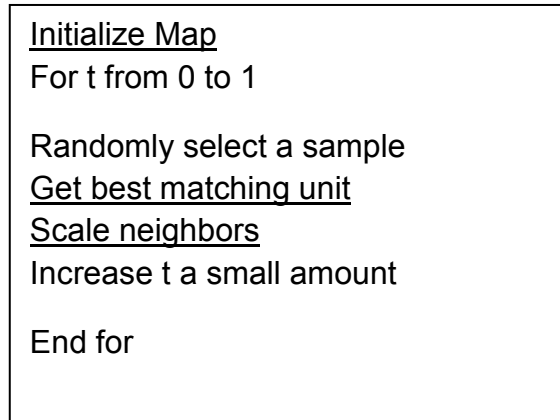 Initialize Map
For t from 0 to 1
Randomly select a sample
Get best matching unit
Scale neighbors
Increase t a small amount
End for